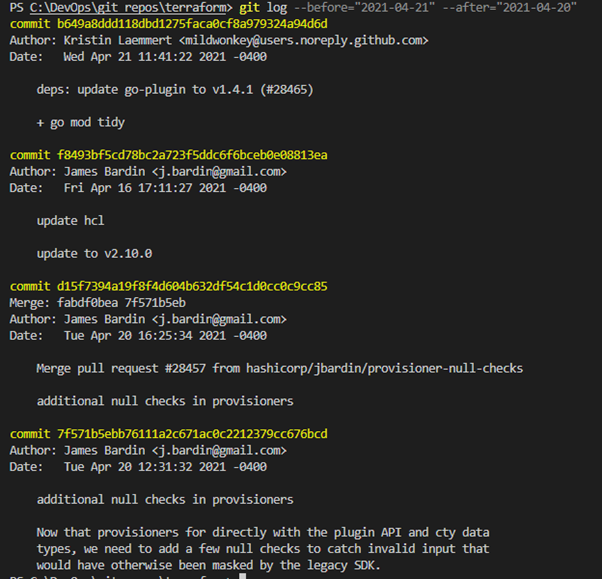 PS C:\DevOps\git repos\terraform> git log --before="2021-04-21" --after="2021-04-20"
commit b649a8ddd118dbd1275faca0cf8a979324a94d6d
Author: Kristin Laemmert <mildwonkey@users.noreply.github.com>
Date:   Wed Apr 21 11:41:22 2021 -0400
deps: update go-plugin to v1.4.1 (#28465)
+ go mod tidy
commit f8493bf5cd78bc2a723f5ddc6f6bceb0e08813ea
Author: James Bardin <j.bardin@gmail.com>
Date:   Fri Apr 16 17:11:27 2021 -0400
update hcl
update to v2.10.0
commit d15f7394a19f8f4d604b632df54c1d0cc0c9cc85
Merge: fabdf0bea 7f571b5eb
Author: James Bardin <j.bardin@gmail.com>
Date:   Tue Apr 20 16:25:34 2021 -0400
Merge pull request #28457 from hashicorp/jbardin/provisioner-null-checks
additional null checks in provisioners
commit 7f571b5ebb76111a2c671ac0c2212379cc676bcd
Author: James Bardin <j.bardin@gmail.com>
Date:   Tue Apr 20 12:31:32 2021 -0400
additional null checks in provisioners
Now that provisioners for directly with the plugin API and cty data
types, we need to add a few null checks to catch invalid input that
would have otherwise been masked by the legacy SDK.
PS C:\DevOps\git repos\terraform>